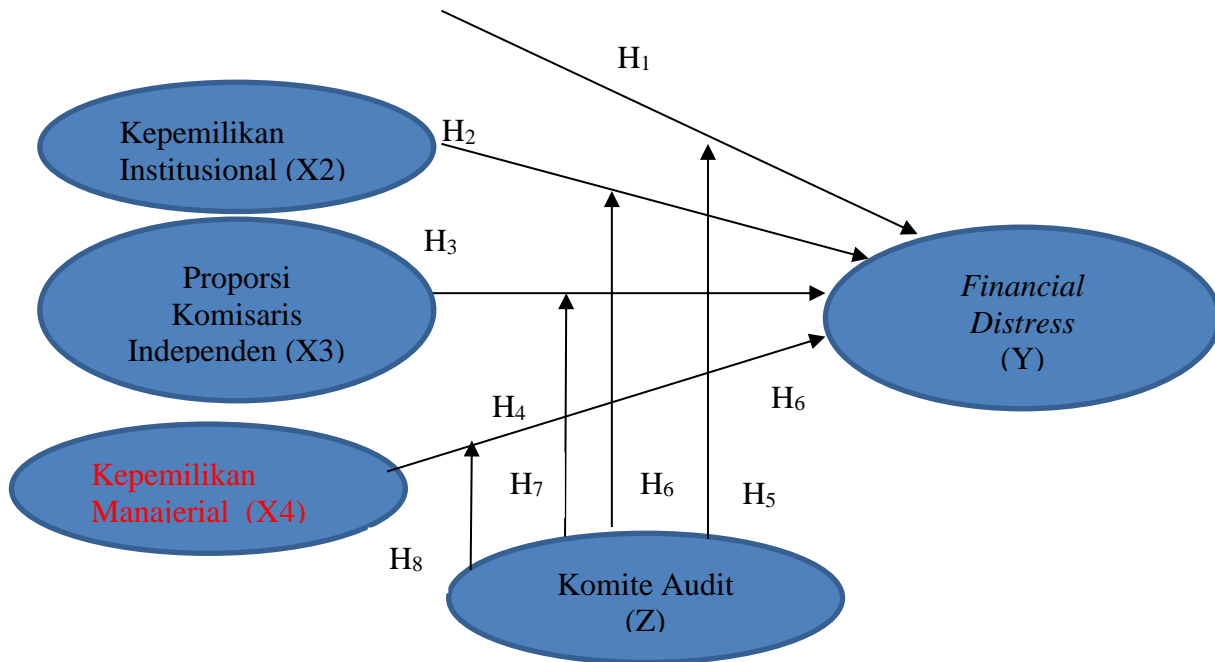 H₁
Kepemilikan
Institusional (X2)
H₂
Proporsi
Komisaris
Independen (X3)
H₃
Financial
Distress
(Y)
Kepemilikan
Manajerial (X4)
H₄
H₆
H₇
H₆
H₅
H₈
Komite Audit
(Z)